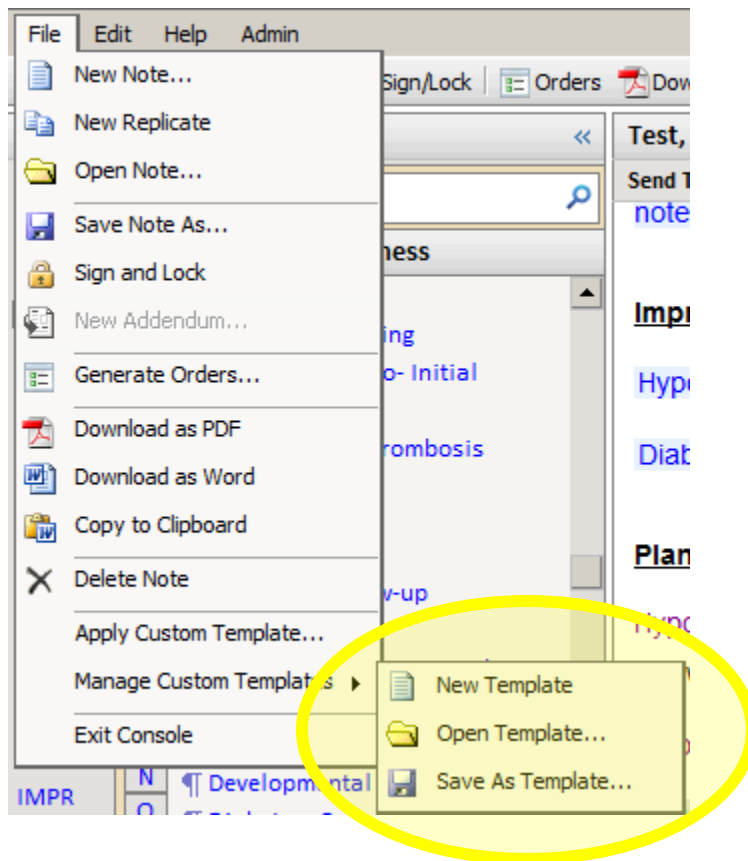 File Edit Help Admin
New Note...
Sign/Lock Orders Dow
New Replicate
Test,
Open Note...
Send T
note
Save Note As...
ness
Sign and Lock
New Addendum...
ing
Impr
Generate Orders...
o- Initial
Hypo
Download as PDF
rombosis
Diab
Download as Word
Copy to Clipboard
Plan
Delete Note
w-up
Apply Custom Template...
Hypo
Manage Custom Templates
New Template
Exit Console
Open Template...
Save As Template...
IMPR
N
¶ Developmental
O